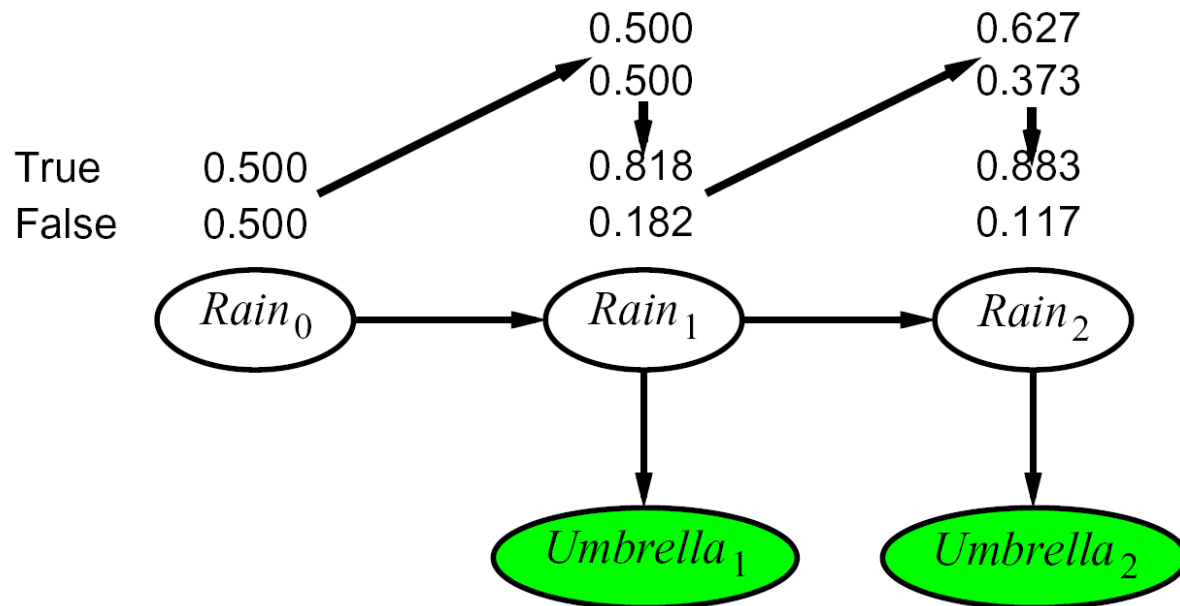 0.500 0.627
0.500 0.373
True 0.500 0.818 0.883
False 0.500 0.182 0.117
Rain0 Rain1 Rain2
Umbrella1 Umbrella2